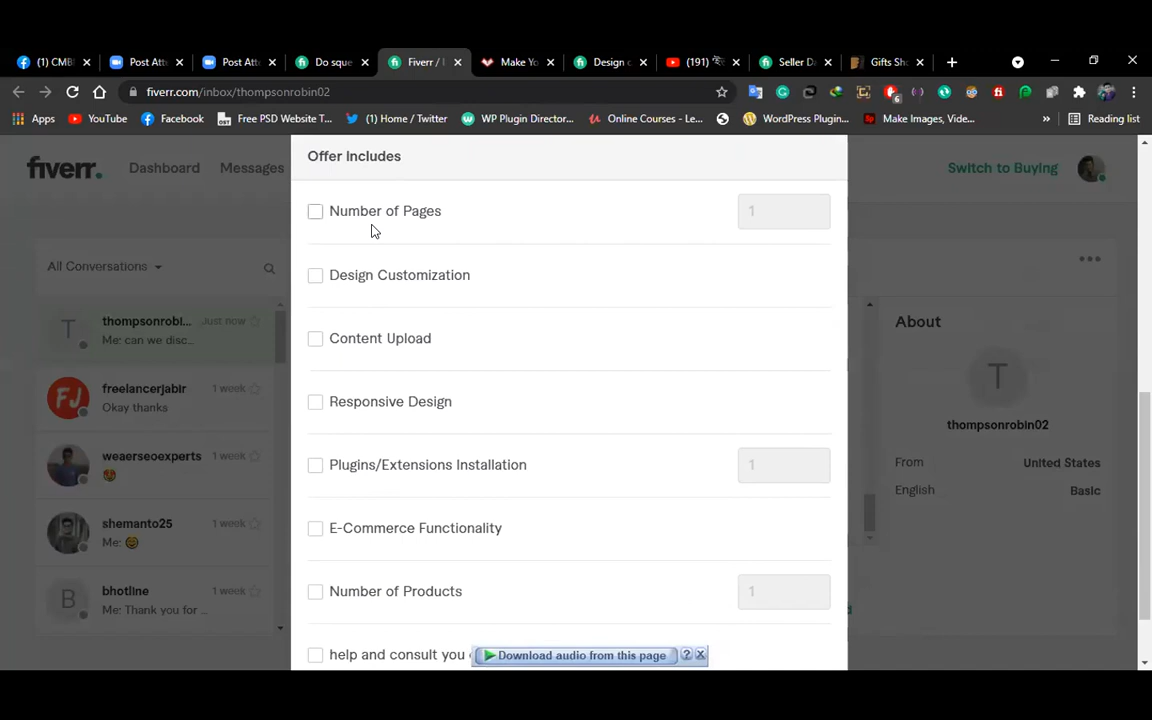 (1) CMB
Post Att
Post Att
Do sque
Fiverr /
Make Yo
Design c
(191)
Seller Da
Gifts Sh
fiverr.com/inbox/thompsonrobin02
6
Apps
YouTube
Facebook
Free PSD Website T...
(1) Home / Twitter
WP Plugin Director...
Online Courses - Le...
WordPress Plugin...
Make Images, Vide...
»
Reading list
fiverr.
Dashboard
Messages
Switch to Buying
Offer Includes
Number of Pages
1
Design Customization
Content Upload
Responsive Design
Plugins/Extensions Installation
1
E-Commerce Functionality
Number of Products
1
help and consult you
All Conversations
T
thompsonrobi...
Just now
Me: can we disc...
FJ
freelancerjabir
1 week
Okay thanks
weaerseoexperts
1 week
shemanto25
1 week
Me:
B
bhotline
1 week
Me: Thank you for ...
About
T
thompsonrobin02
From
United States
English
Basic
Download audio from this page
?